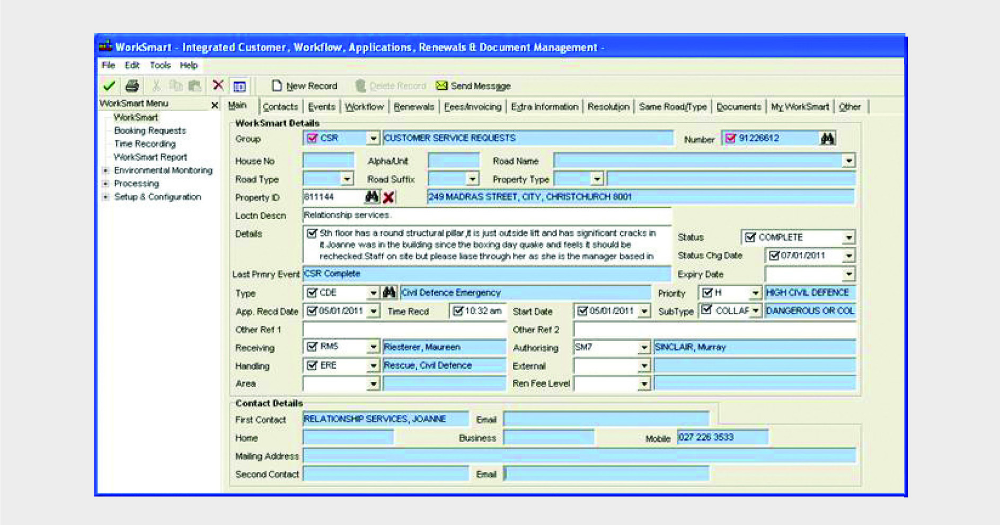 WorkSmart - Integrated Customer, Workflow, Applications, Renewals & Document Management -
File Edit Tools Help
New Record Delete Record Send Message
WorkSmart Menu
WorkSmart
Booking Requests
Time Recording
WorkSmart Report
Environmental Monitoring
Processing
Setup & Configuration
Main Contacts Events Workflow Renewals Fees/Invoicing Extra Information Resolution Same Road/Type Documents My WorkSmart Other
WorkSmart Details
Group CSR CUSTOMER SERVICE REQUESTS Number 91226612
House No Alpha/Unit Road Name
Road Type Road Suffix Property Type
Property ID 811144 249 MADRAS STREET, CITY, CHRISTCHURCH 8001
Loctn Descn Relationship services.
Details 5th floor has a round structural pillar,it is just outside lift and has significant cracks in
it.Joanne was in the building since the boxing day quake and feels it should be
rechecked.Staff on site but please liase through her as she is the manager based in
Status COMPLETE
Status Chg Date 07/01/2011
Last Prmry Event CSR Complete Expiry Date
Type CDE Civil Defence Emergency Priority H HIGH CIVIL DEFENCE
App. Recd Date 05/01/2011 Time Recd 10:32 am Start Date 05/01/2011 SubType COLLAF DANGEROUS OR COL
Other Ref 1 Other Ref 2
Receiving RM5 Riesterer, Maureen Authorising SM7 SINCLAIR, Murray
Handling ERE Rescue, Civil Defence External
Area Ren Fee Level
Contact Details
First Contact RELATIONSHIP SERVICES, JOANNE Email
Home Business Mobile 027 226 3533
Mailing Address
Second Contact Email